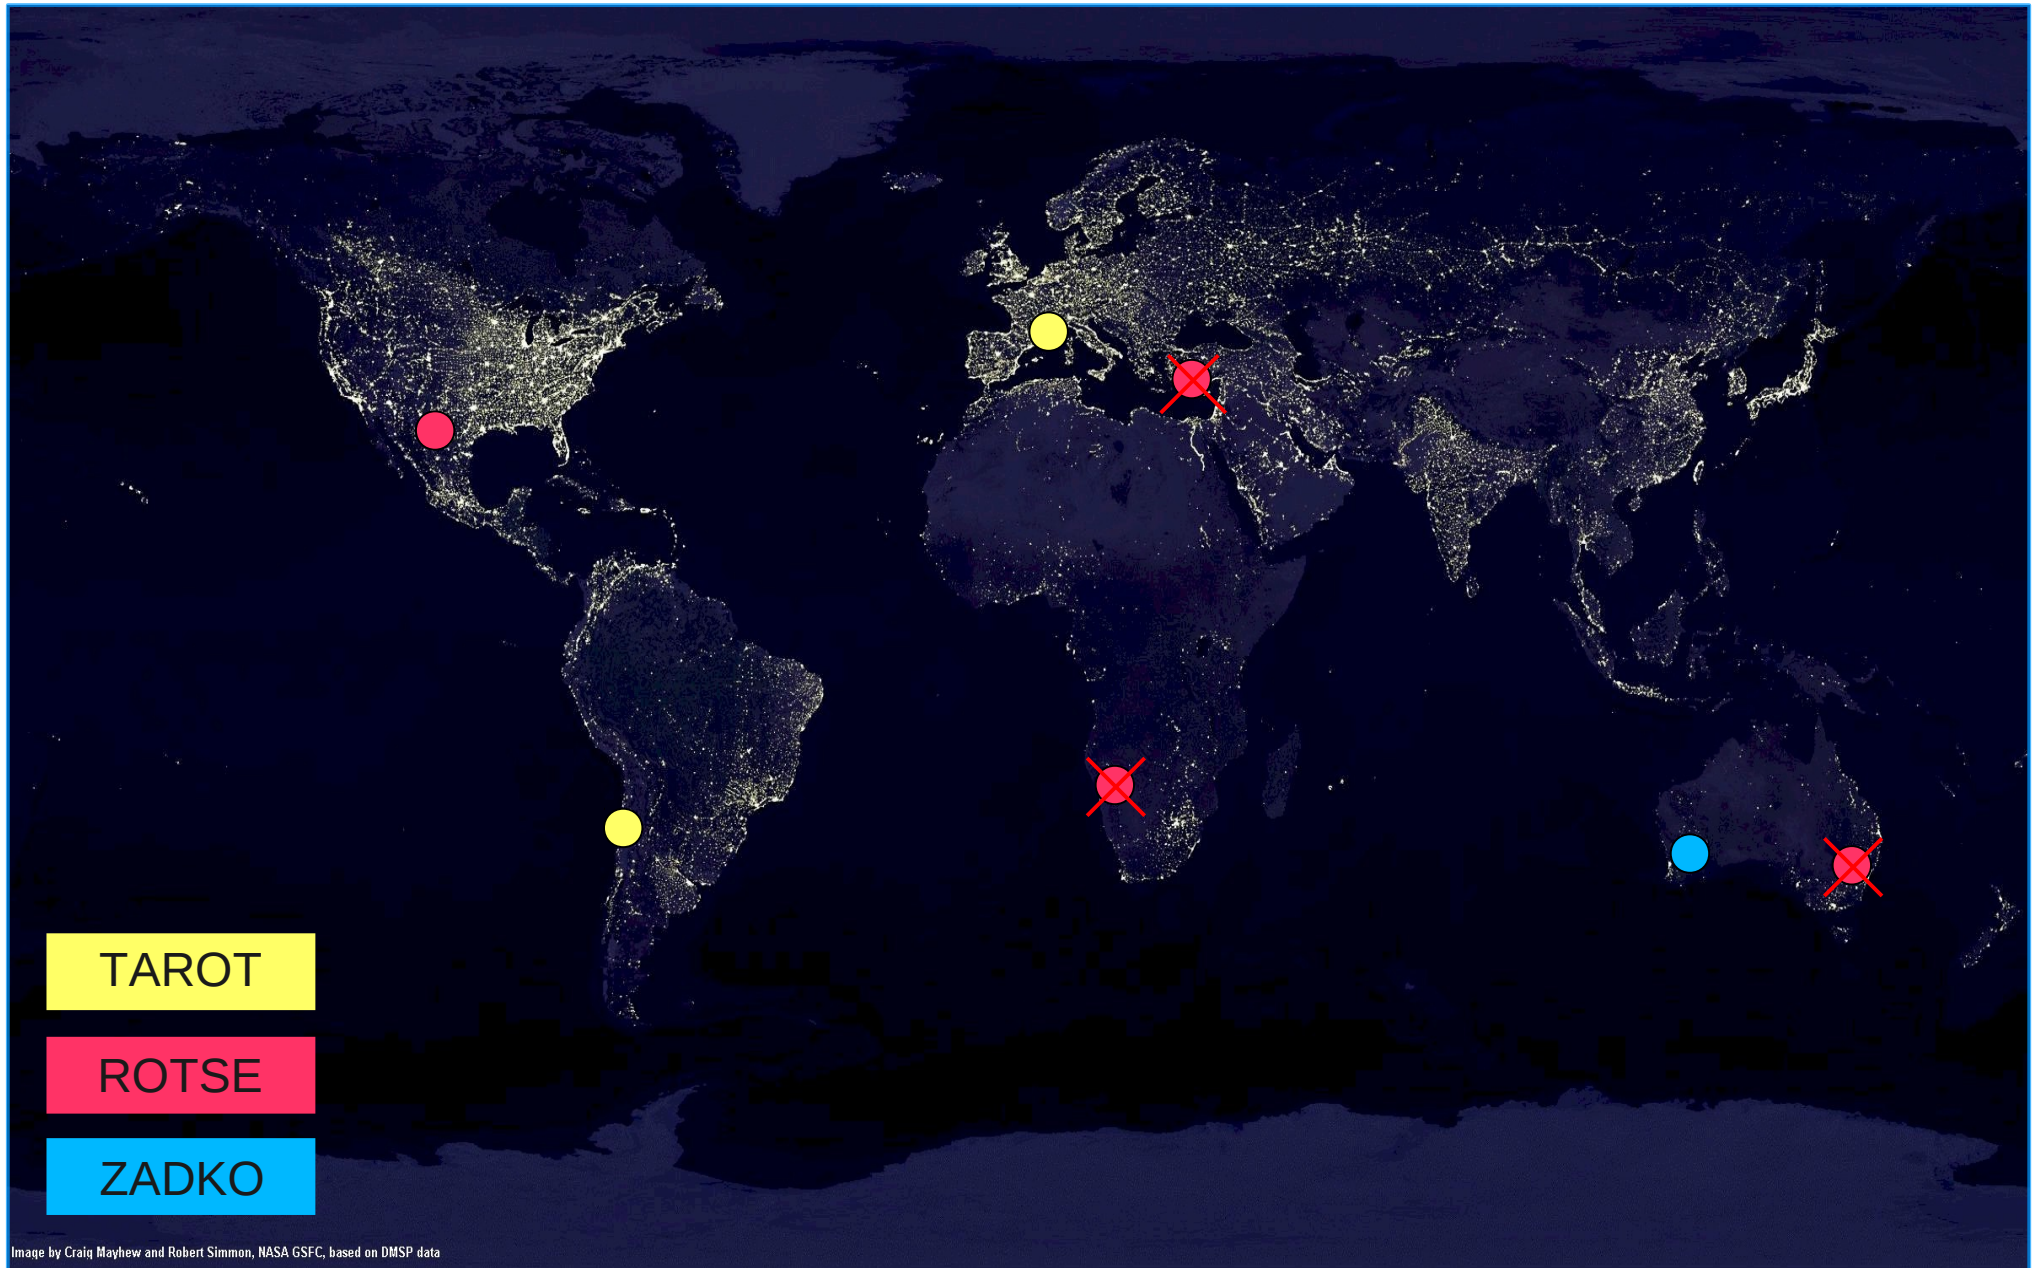 TAROT
ROTSE
ZADKO
Image by Craig Mayhew and Robert Simmon, NASA GSFC, based on DMSP data